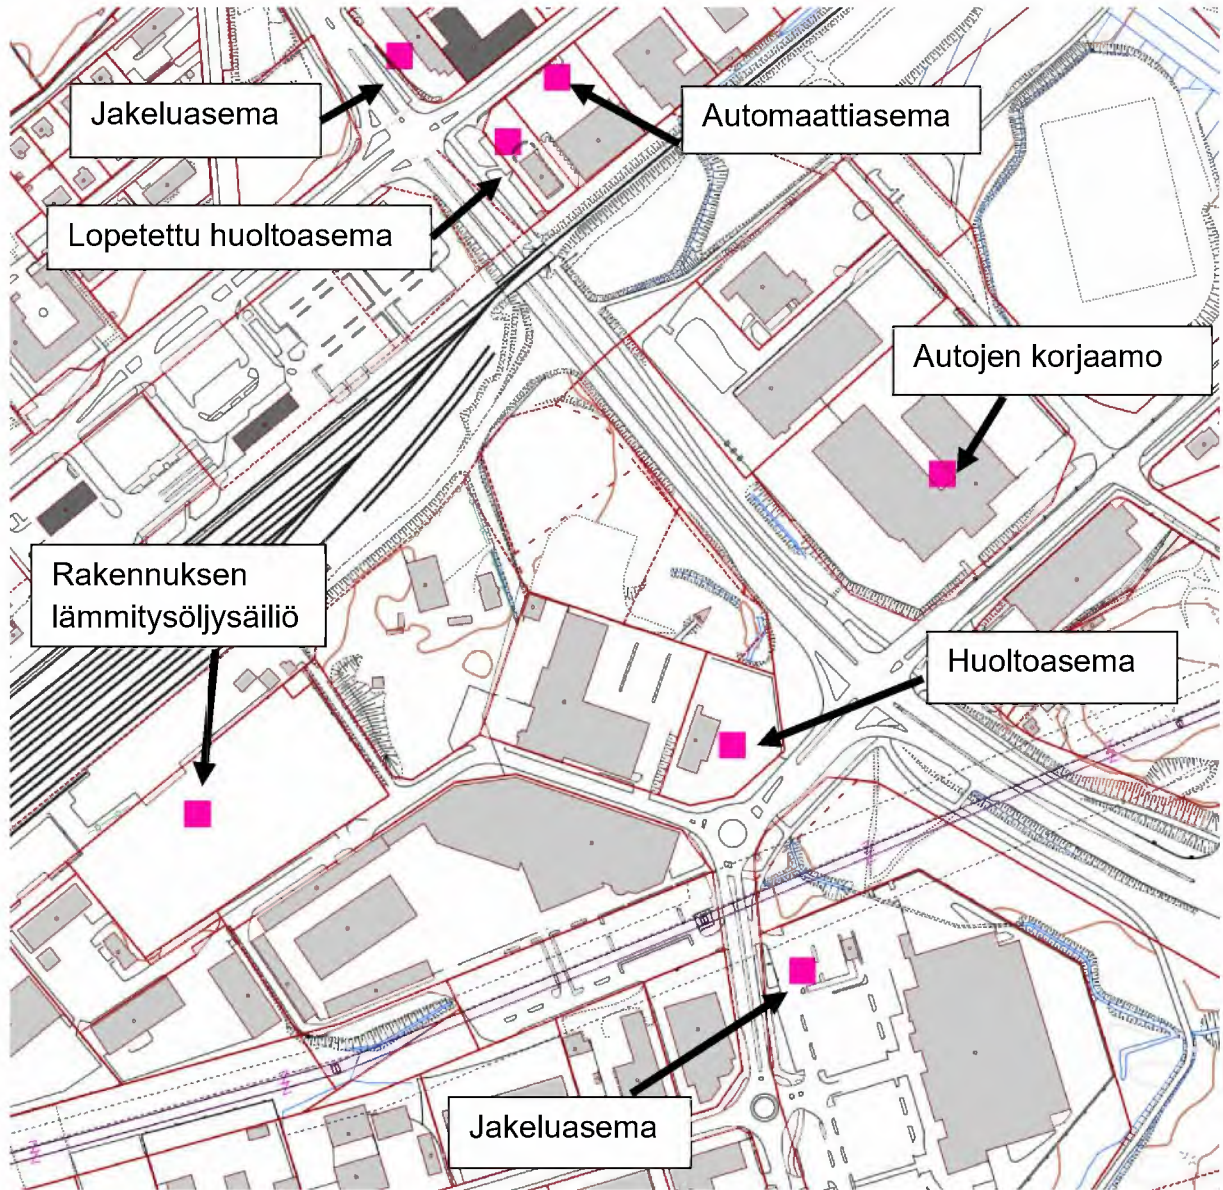 Jakeluasema
Automaattiasema
Lopetettu huoltoasema
Autojen korjaamo
Rakennuksen
lämmitysöljysäiliö
Huoltoasema
Jakeluasema